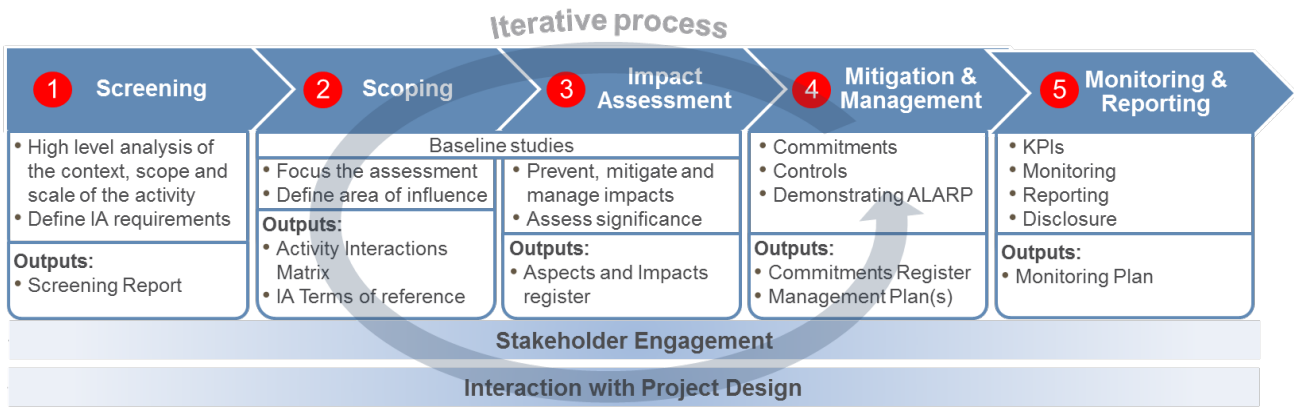 Iterative process
1 Screening
2 Scoping
3 Impact
Assessment
4 Mitigation &
Management
5 Monitoring &
Reporting
• High level analysis of
the context, scope and
scale of the activity
• Define IA requirements
Outputs:
• Screening Report
Baseline studies
• Focus the assessment
• Define area of influence
Outputs:
• Activity Interactions
Matrix
• IA Terms of reference
• Prevent, mitigate and
manage impacts
• Assess significance
Outputs:
• Aspects and Impacts
register
• Commitments
• Controls
• Demonstrating ALARP
Outputs:
• Commitments Register
• Management Plan(s)
• KPIs
• Monitoring
• Reporting
• Disclosure
Outputs:
• Monitoring Plan
Stakeholder Engagement
Interaction with Project Design